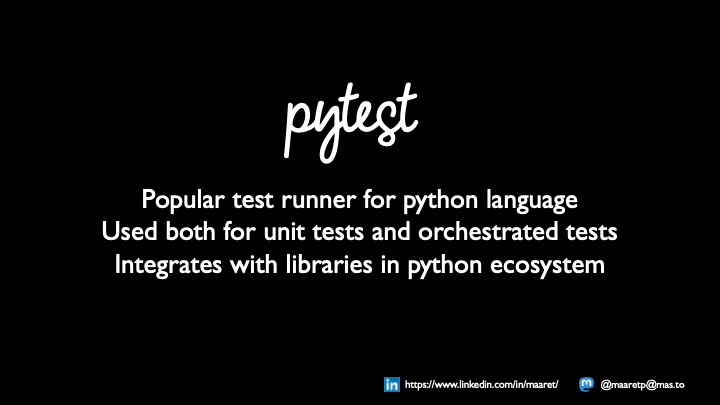 pytest
Popular test runner for python language
Used both for unit tests and orchestrated tests
Integrates with libraries in python ecosystem
in https://www.linkedin.com/in/maaret/ m @maaretp@mas.to